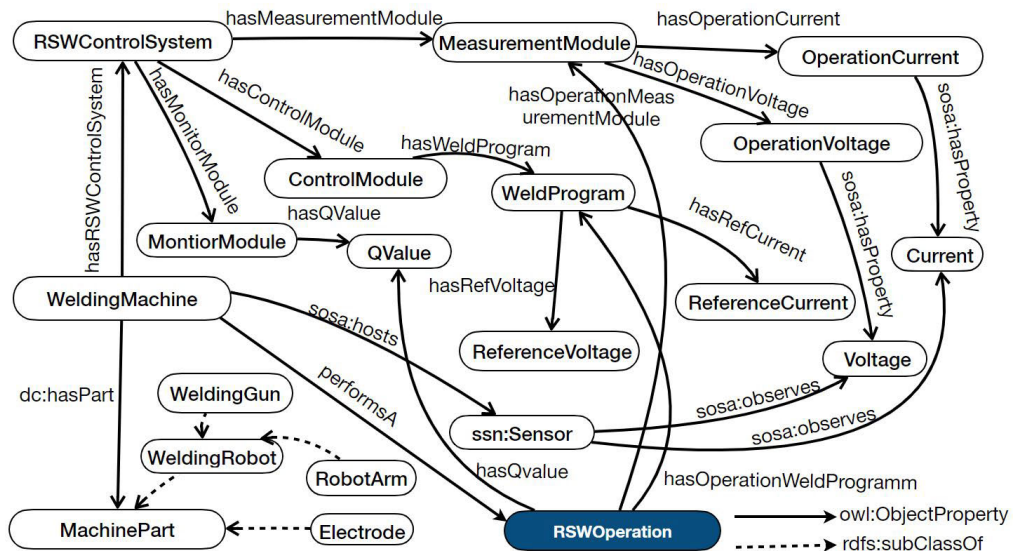 hasMeasurementModule
hasOperationCurrent
RSWControlSystem
MeasurementModule
OperationCurrent
hasOperationVoltage
hasControlModule
hasMonitorModule
hasOperationMeas
urementModule
sosa:hasProperty
hasRSWControlSystem
hasWeldProgram
OperationVoltage
ControlModule
WeldProgram
hasQValue
hasRefCurrent
sosa:hasProperty
MontiorModule
QValue
Current
hasRefVoltage
WeldingMachine
ReferenceCurrent
sosa:hosts
ReferenceVoltage
Voltage
dc:hasPart
WeldingGun
performsA
sosa:observes
ssn:Sensor
sosa:observes
WeldingRobot
RobotArm
hasQvalue
hasOperationWeldProgramm
MachinePart
Electrode
RSWOperation
owl:ObjectProperty
rdfs:subClassOf